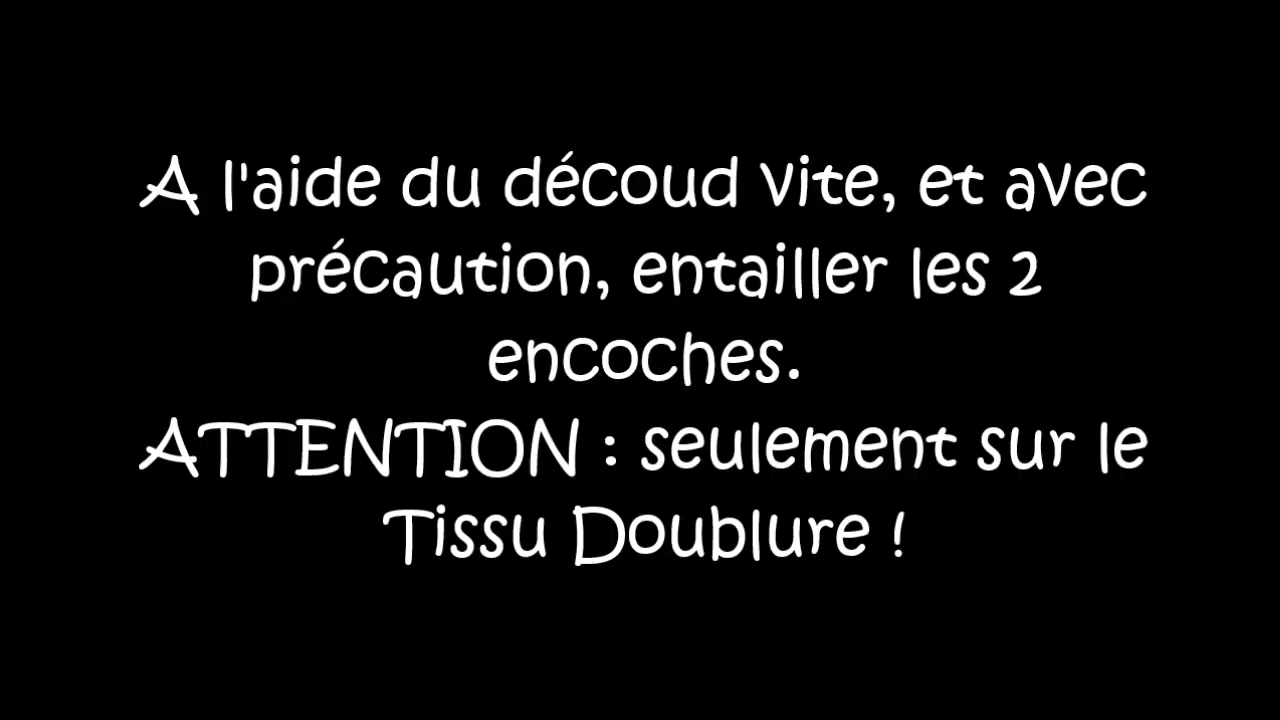 A l'aide du découd vite, et avec
précaution, entailler les 2
encoches.
ATTENTION : seulement sur le
Tissu Doublure !